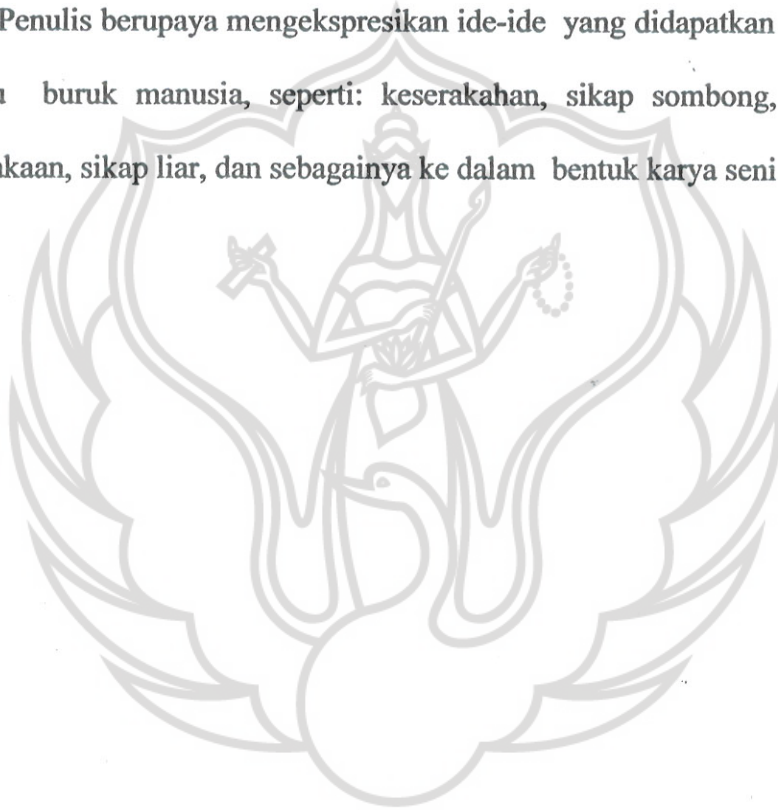 Penulis berupaya mengekspresikan ide-ide yang didapatkan
buruk manusia, seperti: keserakahan, sikap sombong,
sikap liar, dan sebagainya ke dalam bentuk karya seni